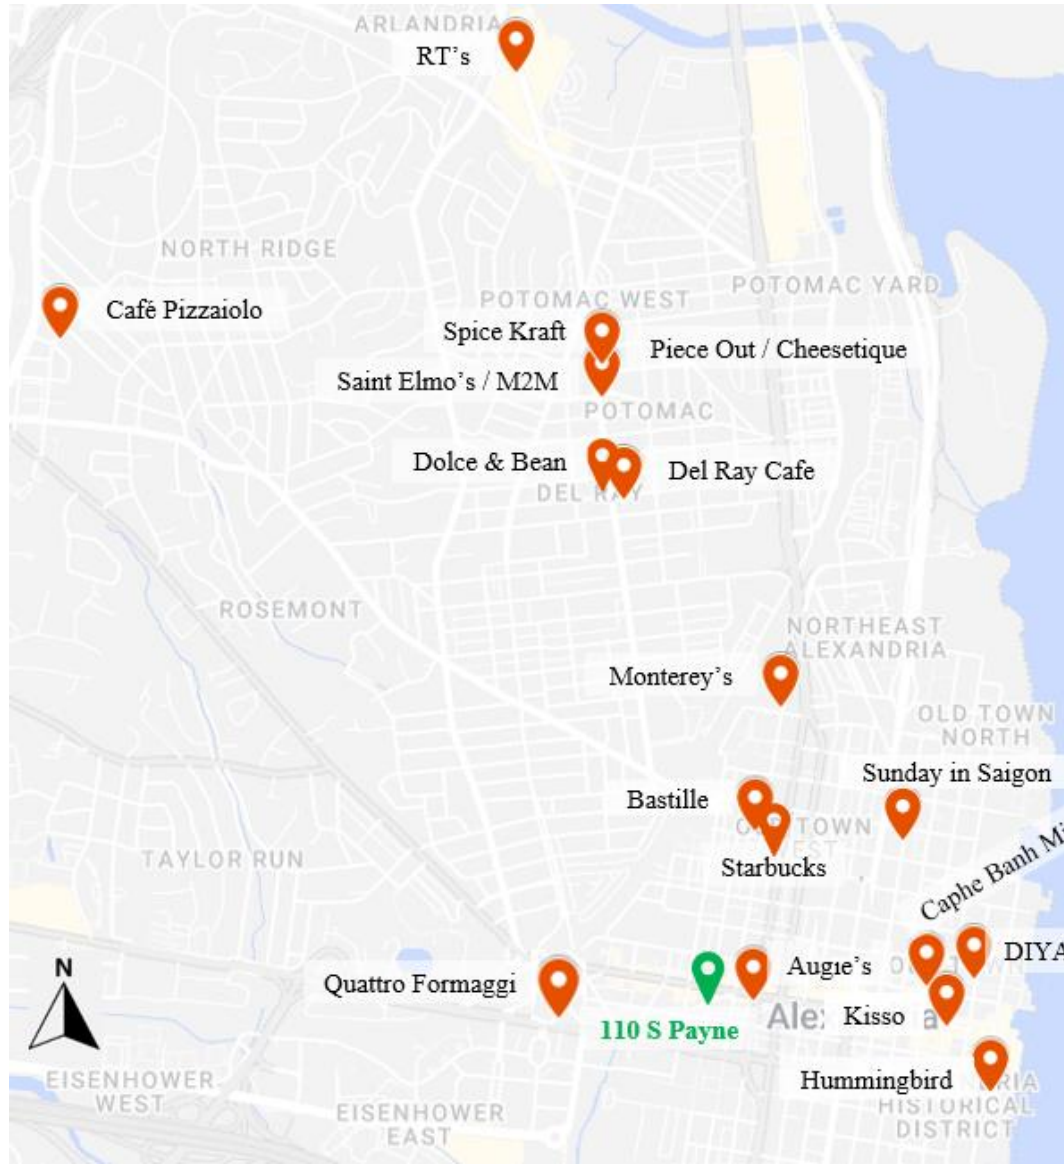 ARLANDRIA
RT's
NORTH RIDGE
Café Pizzaiolo
POTOMAC WEST
POTOMAC YARD
Spice Kraft
Piece Out / Cheesetique
Saint Elmo's / M2M
POTOMAC
Dolce & Bean
Del Ray Cafe
DEL RAY
ROSEMONT
NORTHEAST
ALEXANDRIA
Monterey's
OLD TOWN
NORTH
Sunday in Saigon
Bastille
TOWN
Starbucks
TAYLOR RUN
Caphe Banh Mi
DIYA
Augie's
Quattro Formaggi
N
Kisso
110 S Payne
Hummingbird
EISENHOWER
WEST
EISENHOWER
EAST
HISTORICAL
DISTRICT